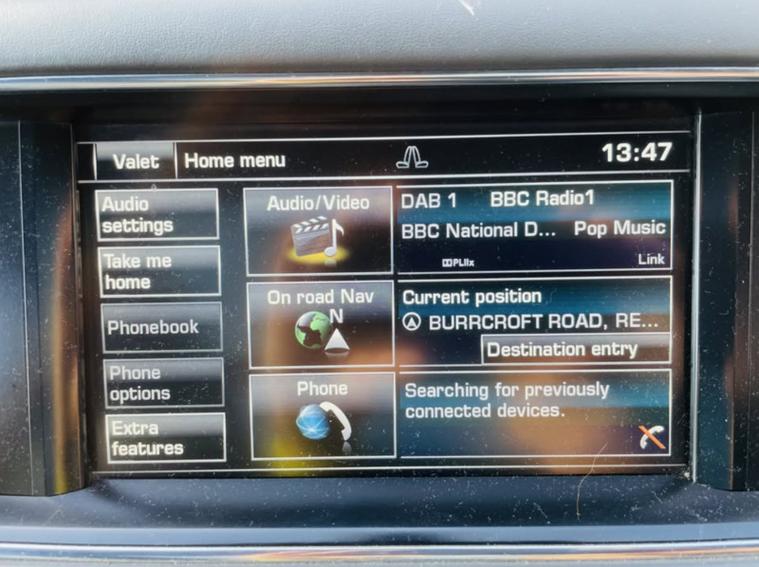 Valet Home menu 13:47
Audio
settings
Take me
home
Phonebook
Phone
options
Extra
features
Audio/Video
On road Nav
N
Phone
DAB 1 BBC Radio1
BBC National D... Pop Music
PLIIx Link
Current position
BURRCROFT ROAD, RE...
Destination entry
Searching for previously
connected devices.